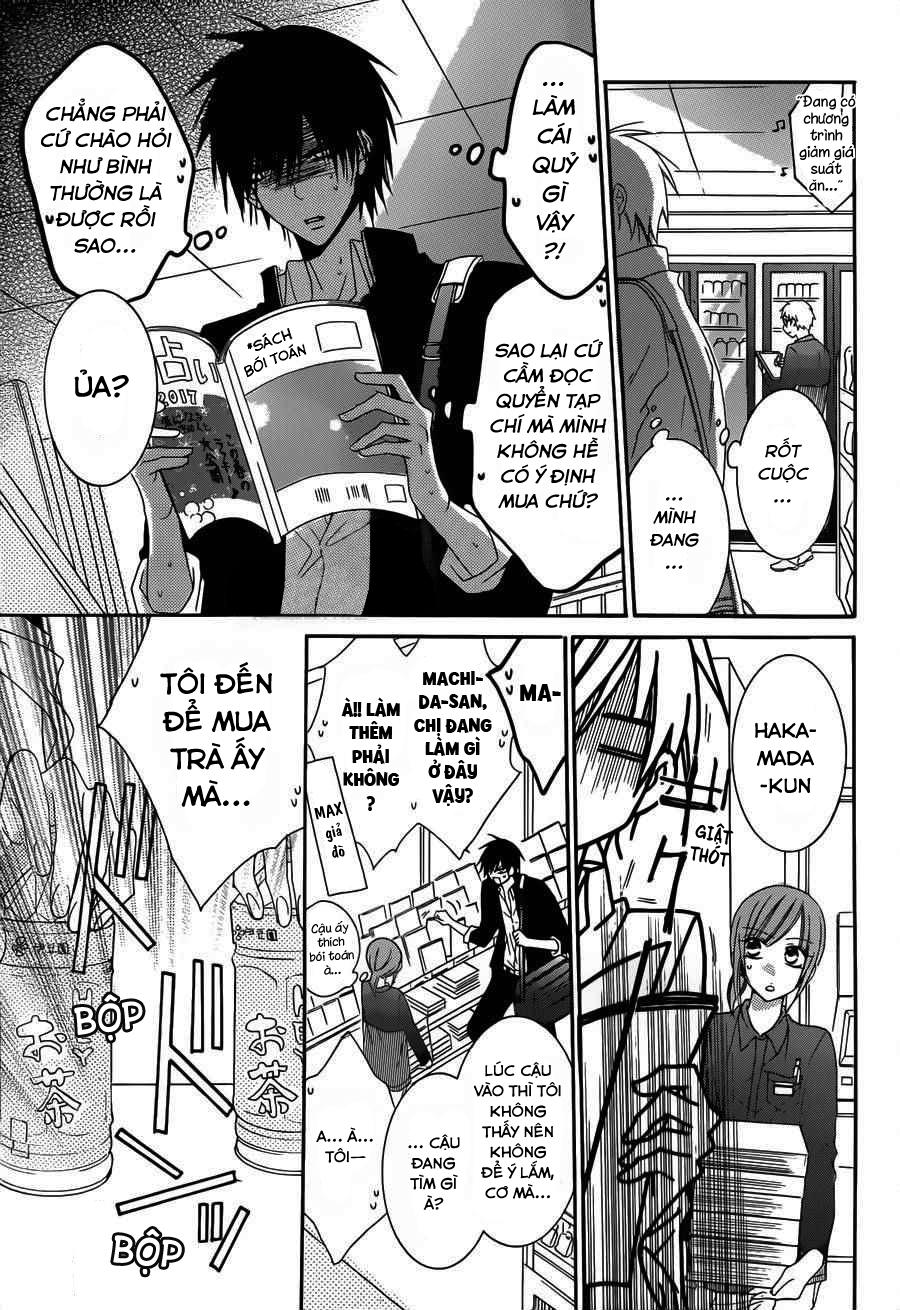 "Đang có
chương
trình
giảm giá
suất
ăn..."
RỐT
CUỘC
...
...
MÌNH
ĐANG
...
...
LÀM
CÁI
QUỶ
GÌ
VẬY
?!
SAO LẠI CỨ
CẦM ĐỌC
QUYỂN TẠP
CHÍ MÀ MÌNH
KHÔNG HỀ
CÓ Ý ĐỊNH
MUA CHỨ?
CHẲNG PHẢI
CỨ CHÀO HỎI
NHƯ BÌNH
THƯỜNG LÀ
ĐƯỢC RỒI
SAO...
*SÁCH
BÓI TOÁN
占い
2017
ỦA?
HAKA-
MADA
-KUN
GIẬT
THÓT
MA-
MACHI-
DA-SAN,
CHỊ ĐANG
LÀM GÌ
Ở ĐÂY
VẬY?
À!! LÀM
THÊM
PHẢI
KHÔNG
?
MAX
giả
đò
Cậu ấy
thích
bói toán
à...
LÚC CẬU
VÀO THÌ TÔI
KHÔNG
THẤY NÊN
KHÔNG
ĐỂ Ý LẮM,
CƠ MÀ...
... CẬU
ĐANG
TÌM GÌ
À?
A... À...
TÔI—
TÔI ĐẾN
ĐỂ MUA
TRÀ ẤY
MÀ...
お茶
お茶
BỘP
BỘP